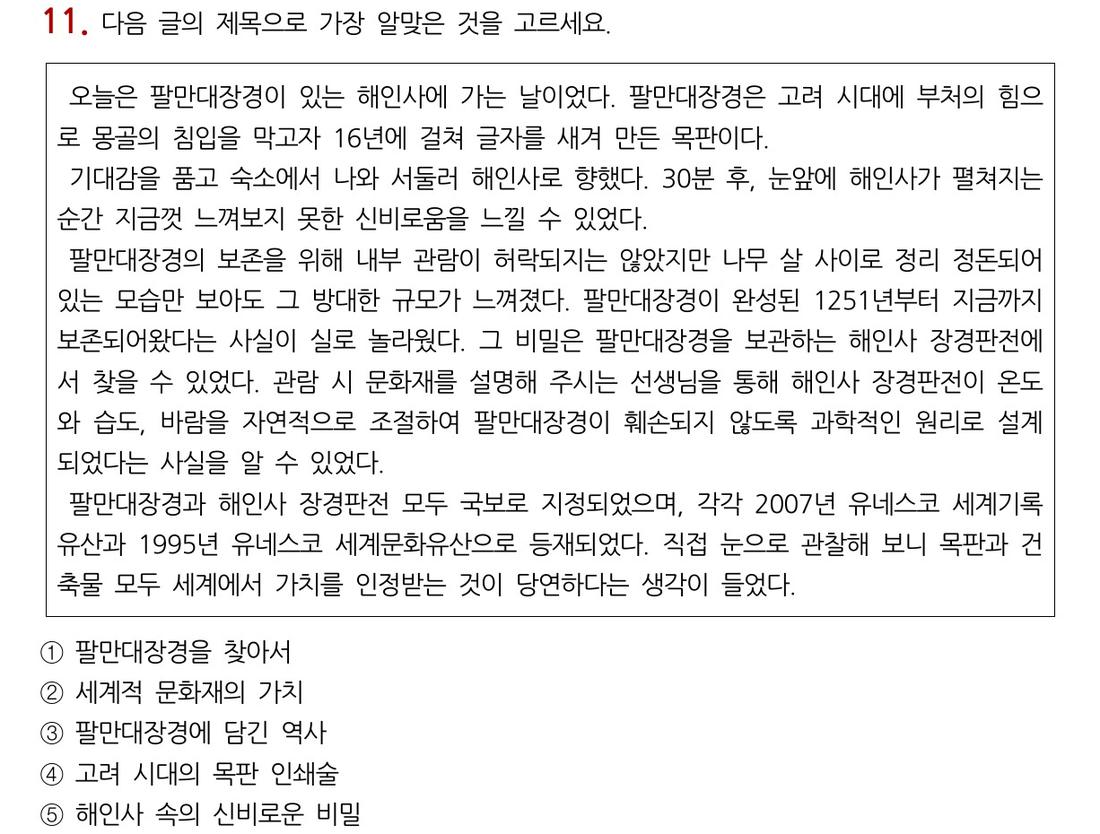 11. 다음 글의 제목으로 가장 알맞은 것을 고르세요.
오늘은 팔만대장경이 있는 해인사에 가는 날이었다. 팔만대장경은 고려 시대에 부처의 힘으
로 몽골의 침입을 막고자 16년에 걸쳐 글자를 새겨 만든 목판이다.
기대감을 품고 숙소에서 나와 서둘러 해인사로 향했다. 30분 후, 눈앞에 해인사가 펼쳐지는
순간 지금껏 느껴보지 못한 신비로움을 느낄 수 있었다.
팔만대장경의 보존을 위해 내부 관람이 허락되지는 않았지만 나무 살 사이로 정리 정돈되어
있는 모습만 보아도 그 방대한 규모가 느껴졌다. 팔만대장경이 완성된 1251년부터 지금까지
보존되어왔다는 사실이 실로 놀라웠다. 그 비밀은 팔만대장경을 보관하는 해인사 장경판전에
서 찾을 수 있었다. 관람 시 문화재를 설명해 주시는 선생님을 통해 해인사 장경판전이 온도
와 습도, 바람을 자연적으로 조절하여 팔만대장경이 훼손되지 않도록 과학적인 원리로 설계
되었다는 사실을 알 수 있었다.
팔만대장경과 해인사 장경판전 모두 국보로 지정되었으며, 각각 2007년 유네스코 세계기록
유산과 1995년 유네스코 세계문화유산으로 등재되었다. 직접 눈으로 관찰해 보니 목판과 건
축물 모두 세계에서 가치를 인정받는 것이 당연하다는 생각이 들었다.
① 팔만대장경을 찾아서
② 세계적 문화재의 가치
③ 팔만대장경에 담긴 역사
④ 고려 시대의 목판 인쇄술
⑤ 해인사 속의 신비로운 비밀